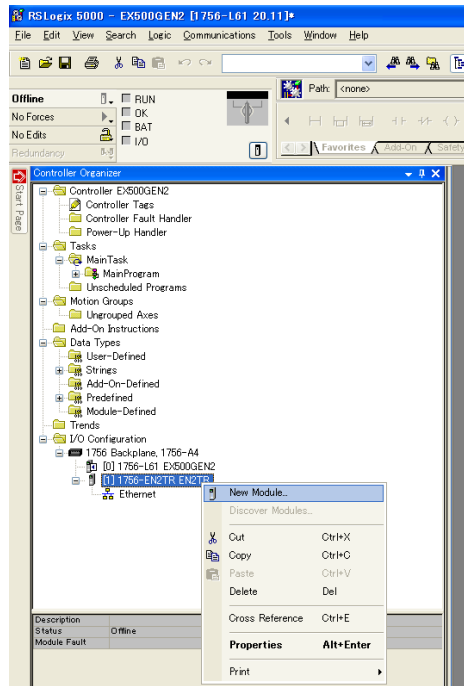 RSLogix 5000 - EX500GEN2 [1756-L61 20.11]*
File Edit View Search Logic Communications Tools Window Help
Path: <none>
Offline
RUN
No Forces
OK
BAT
No Edits
I/O
Redundancy
Favorites Add-On Safety
Controller Organizer
Start Page
Controller EX500GEN2
Controller Tags
Controller Fault Handler
Power-Up Handler
Tasks
MainTask
MainProgram
Unscheduled Programs
Motion Groups
Ungrouped Axes
Add-On Instructions
Data Types
User-Defined
Strings
Add-On-Defined
Predefined
Module-Defined
Trends
I/O Configuration
1756 Backplane, 1756-A4
[0] 1756-L61 EX500GEN2
[1] 1756-EN2TR EN2TR
Ethernet
New Module...
Discover Modules...
Cut Ctrl+X
Copy Ctrl+C
Paste Ctrl+V
Delete Del
Cross Reference Ctrl+E
Properties Alt+Enter
Print
Description
Status Offline
Module Fault